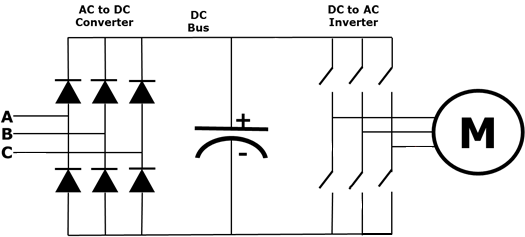 AC to DC
Converter
DC
Bus
DC to AC
Inverter
A
B
C
+
-
M